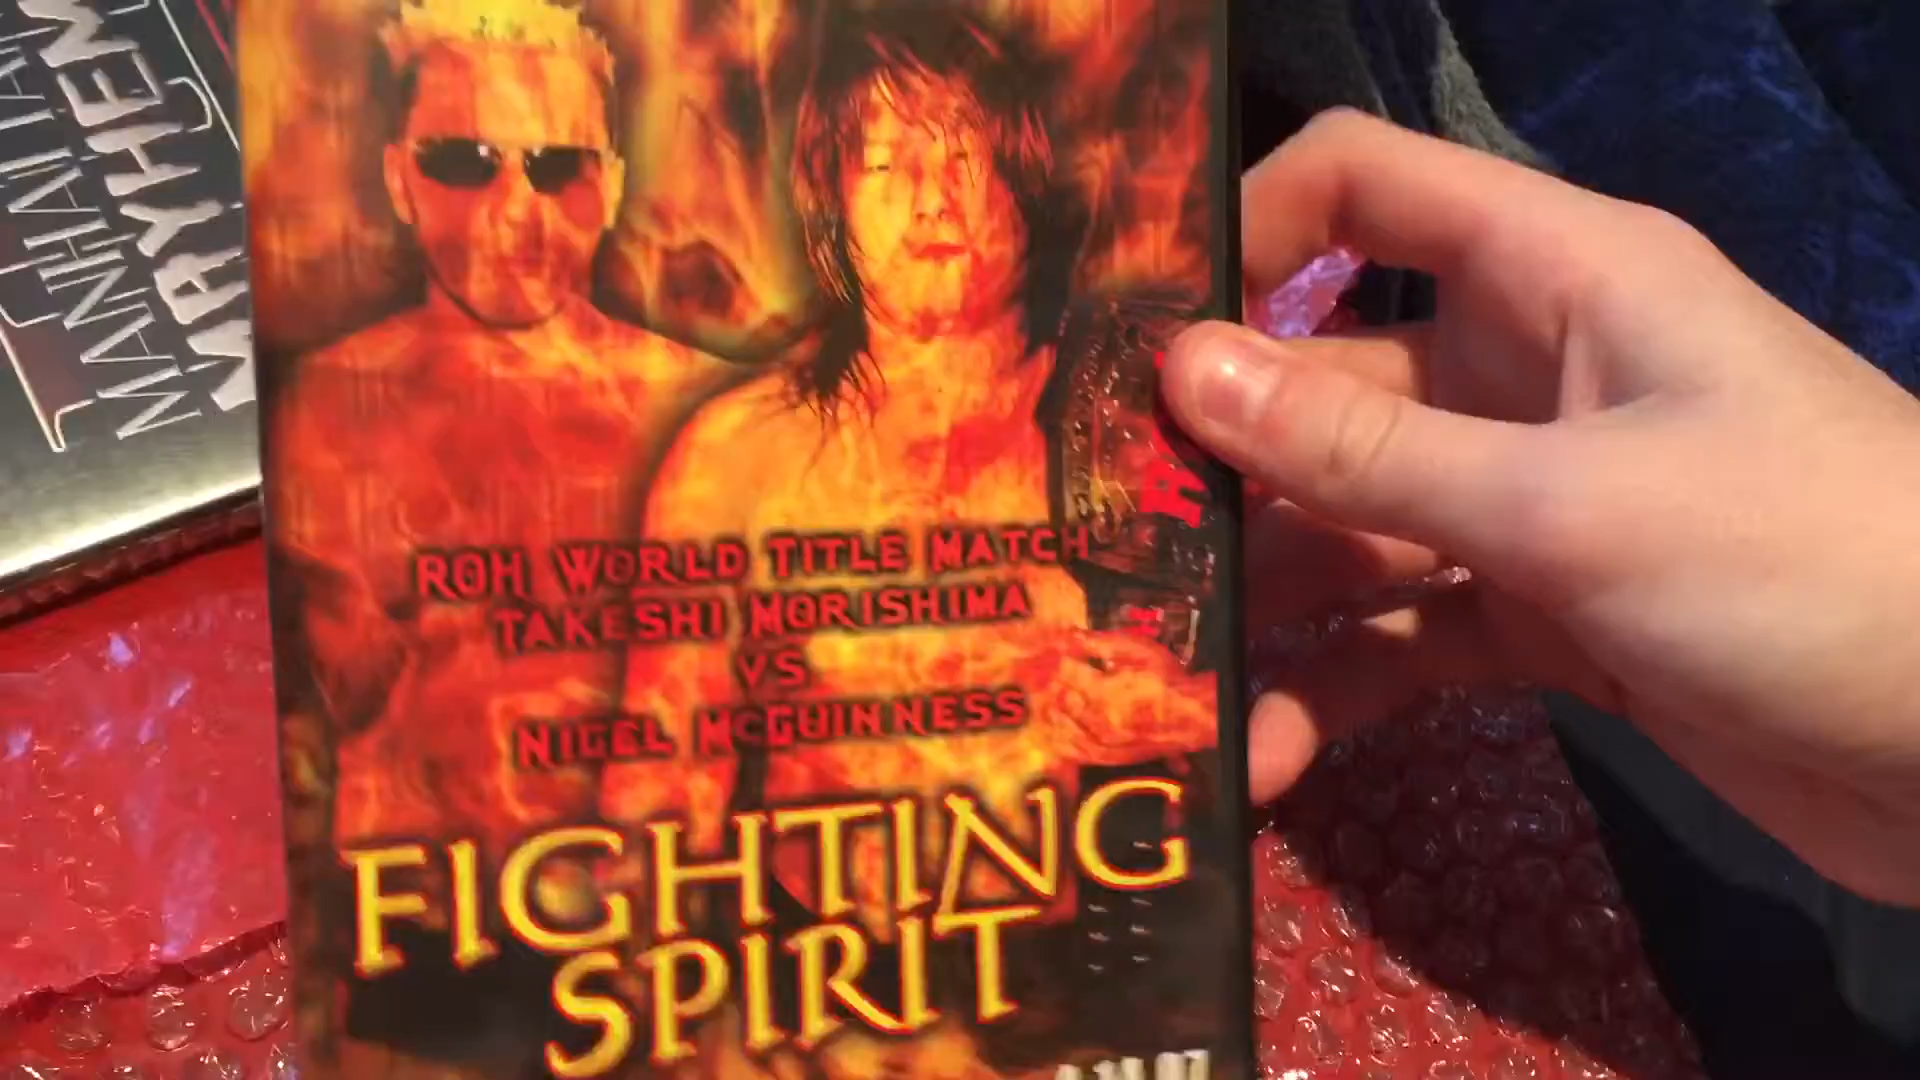 MANHATTAN
MAYHEM
ROH WORLD TITLE MATCH
TAKESHI MORISHIMA
VS
NIGEL MCGUINNESS
FIGHTING
SPIRIT